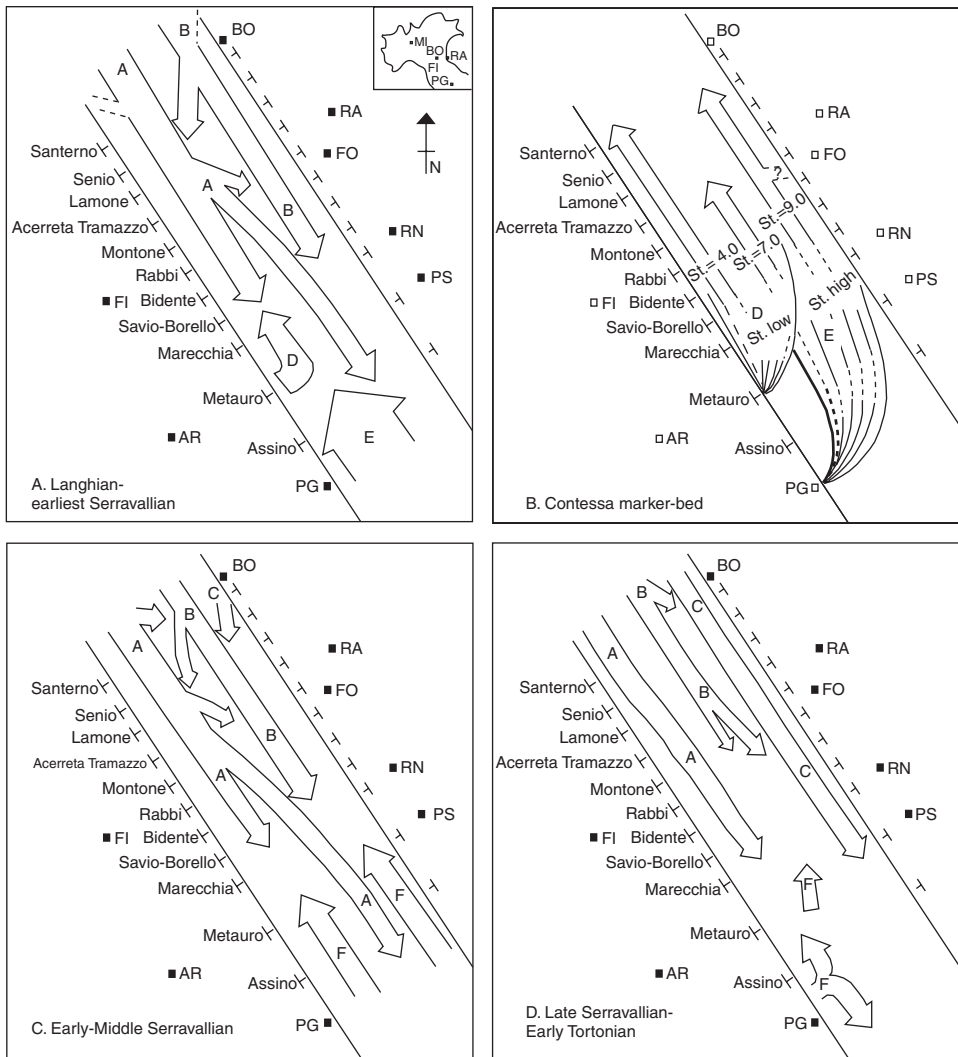 B
BO
A
MI
BO
RA
FI
PG
RA
N
FO
Santerno
Senio
Lamone
A
B
Acerreta Tramazzo
RN
Montone
Rabbi
PS
FI
Bidente
Savio-Borello
Marecchia
D
Metauro
AR
Assino
E
PG
A. Langhian-
earliest Serravallian
BO
RA
Santerno
FO
Senio
?
Lamone
St.=9.0
Acerreta Tramazzo
RN
Montone
St.= 4.0
St.=7.0
Rabbi
PS
FI
Bidente
D
St. high
Savio-Borello
St. low
E
Marecchia
Metauro
AR
Assino
PG
B. Contessa marker-bed
BO
C
B
A
RA
Santerno
FO
Senio
Lamone
B
Acerreta Tramazzo
RN
Montone
A
Rabbi
PS
FI
Bidente
Savio-Borello
Marecchia
A
F
Metauro
F
AR
Assino
PG
C. Early-Middle Serravallian
BO
B
C
A
RA
Santerno
FO
Senio
B
Lamone
A
Acerreta Tramazzo
C
RN
Montone
Rabbi
PS
FI
Bidente
Savio-Borello
Marecchia
F
Metauro
AR
Assino
F
PG
D. Late Serravallian-
Early Tortonian